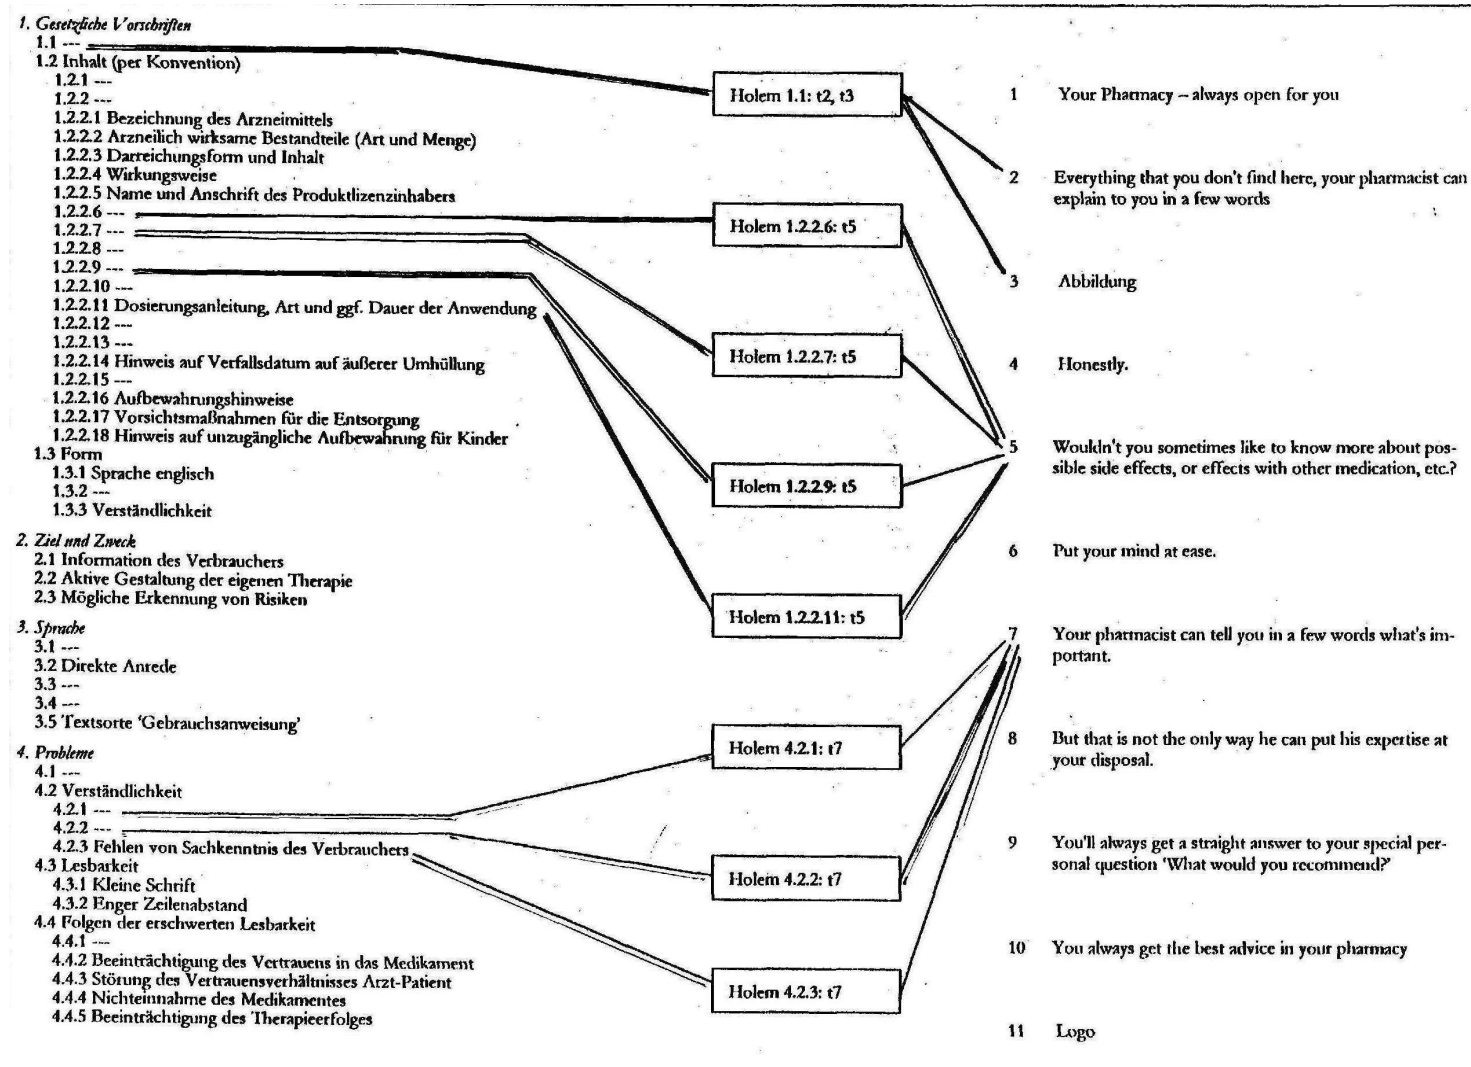 1. Gesetzliche Vorschriften
1.1 ---
1.2 Inhalt (per Konvention)
1.2.1 ---
1.2.2 ---
1.2.2.1 Bezeichnung des Arzneimittels
1.2.2.2 Arzneilich wirksame Bestandteile (Art und Menge)
1.2.2.3 Darreichungsform und Inhalt
1.2.2.4 Wirkungsweise
1.2.2.5 Name und Anschrift des Produktlizenzinhabers
1.2.2.6 ---
1.2.2.7 ---
1.2.2.8 ---
1.2.2.9 ---
1.2.2.10 ---
1.2.2.11 Dosierungsanleitung, Art und ggf. Dauer der Anwendung
1.2.2.12 ---
1.2.2.13 ---
1.2.2.14 Hinweis auf Verfallsdatum auf äußerer Umhüllung
1.2.2.15 ---
1.2.2.16 Aufbewahrungshinweise
1.2.2.17 Vorsichtsmaßnahmen für die Entsorgung
1.2.2.18 Hinweis auf unzugängliche Aufbewahrung für Kinder
1.3 Form
1.3.1 Sprache englisch
1.3.2 ---
1.3.3 Verständlichkeit
2. Ziel und Zweck
2.1 Information des Verbrauchers
2.2 Aktive Gestaltung der eigenen Therapie
2.3 Mögliche Erkennung von Risiken
3. Sprache
3.1 ---
3.2 Direkte Anrede
3.3 ---
3.4 ---
3.5 Textsorte 'Gebrauchsanweisung'
4. Probleme
4.1 ---
4.2 Verständlichkeit
4.2.1 ---
4.2.2 ---
4.2.3 Fehlen von Sachkenntnis des Verbrauchers
4.3 Lesbarkeit
4.3.1 Kleine Schrift
4.3.2 Enger Zeilenabstand
4.4 Folgen der erschwerten Lesbarkeit
4.4.1 ---
4.4.2 Beeinträchtigung des Vertrauens in das Medikament
4.4.3 Störung des Vertrauensverhältnisses Arzt-Patient
4.4.4 Nichteinnahme des Medikamentes
4.4.5 Beeinträchtigung des Therapieerfolges
Holem 1.1: t2, t3
Holem 1.2.2.6: t5
Holem 1.2.2.7: t5
Holem 1.2.2.9: t5
Holem 1.2.2.11: t5
Holem 4.2.1: t7
Holem 4.2.2: t7
Holem 4.2.3: t7
1 Your Pharmacy – always open for you
2 Everything that you don't find here, your pharmacist can
explain to you in a few words
3 Abbildung
4 Honestly.
5 Wouldn't you sometimes like to know more about pos-
sible side effects, or effects with other medication, etc.?
6 Put your mind at ease.
7 Your pharmacist can tell you in a few words what's im-
portant.
8 But that is not the only way he can put his expertise at
your disposal.
9 You'll always get a straight answer to your special per-
sonal question 'What would you recommend?'
10 You always get the best advice in your pharmacy
11 Logo